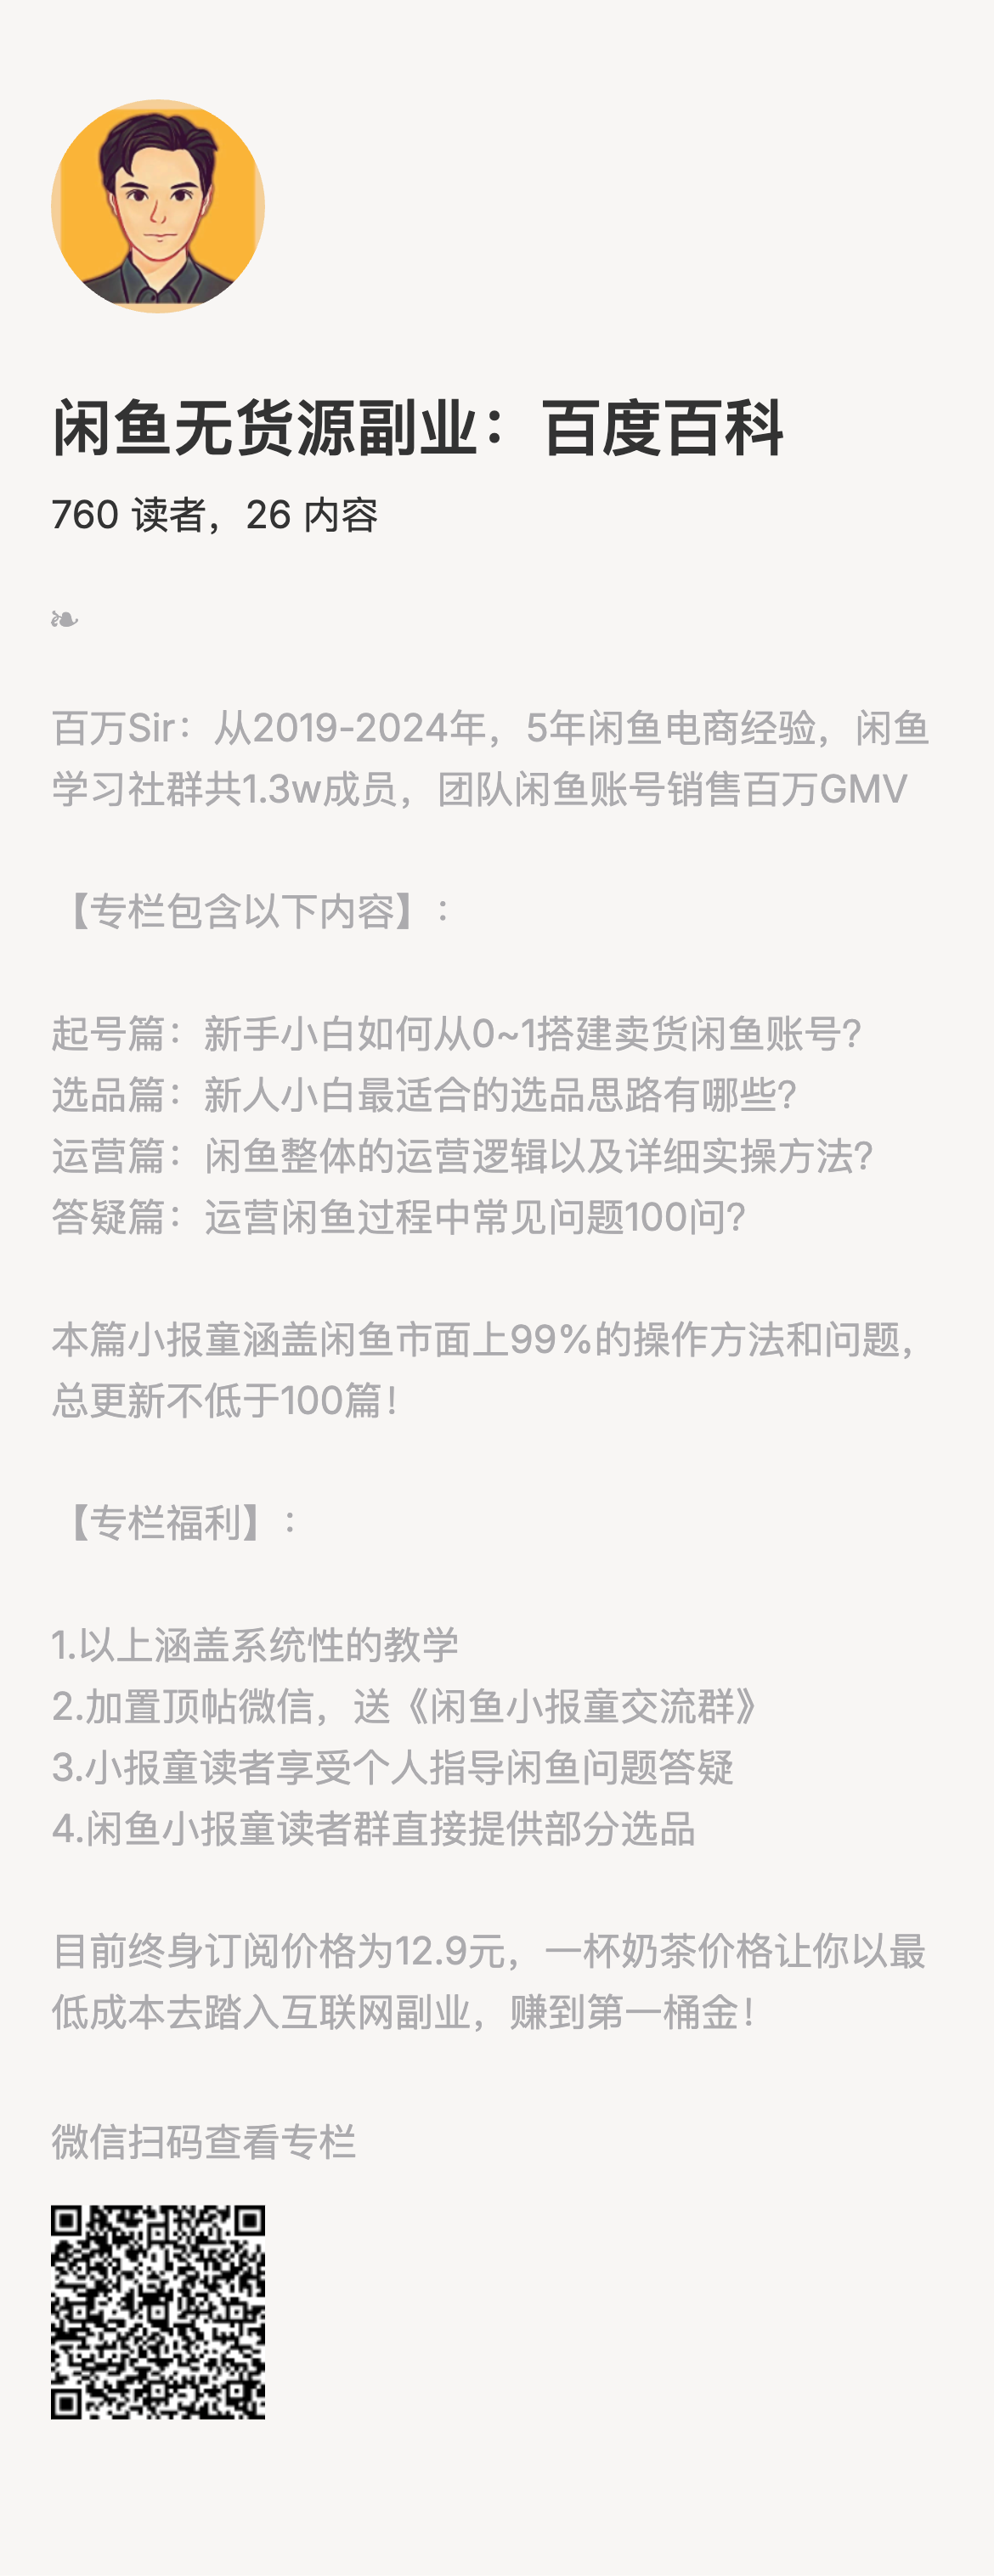 闲鱼无货源副业：百度百科
760 读者，26 内容
❧
百万Sir：从2019-2024年，5年闲鱼电商经验，闲鱼
学习社群共1.3w成员，团队闲鱼账号销售百万GMV
【专栏包含以下内容】：
起号篇：新手小白如何从0~1搭建卖货闲鱼账号？
选品篇：新人小白最适合的选品思路有哪些？
运营篇：闲鱼整体的运营逻辑以及详细实操方法？
答疑篇：运营闲鱼过程中常见问题100问？
本篇小报童涵盖闲鱼市面上99%的操作方法和问题，
总更新不低于100篇！
【专栏福利】：
1.以上涵盖系统性的教学
2.加置顶帖微信，送《闲鱼小报童交流群》
3.小报童读者享受个人指导闲鱼问题答疑
4.闲鱼小报童读者群直接提供部分选品
目前终身订阅价格为12.9元，一杯奶茶价格让你以最
低成本去踏入互联网副业，赚到第一桶金！
微信扫码查看专栏